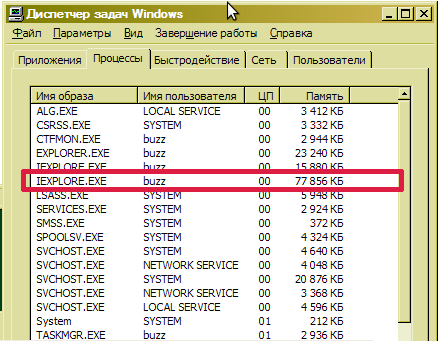 Диспетчер задач Windows
Файл Параметры Вид Завершение работы Справка
Приложения Процессы Быстродействие Сеть Пользователи
Имя образа Имя пользователя ЦП Память
ALG.EXE LOCAL SERVICE 00 3 412 КБ
CSRSS.EXE SYSTEM 00 3 332 КБ
CTFMON.EXE buzz 00 2 944 КБ
EXPLORER.EXE buzz 00 23 240 КБ
IEXPLORE.EXE buzz 00 15 880 КБ
IEXPLORE.EXE buzz 00 77 856 КБ
LSASS.EXE SYSTEM 00 5 948 КБ
SERVICES.EXE SYSTEM 00 2 924 КБ
SMSS.EXE SYSTEM 00 372 КБ
SPOOLSV.EXE SYSTEM 00 4 324 КБ
SVCHOST.EXE SYSTEM 00 4 640 КБ
SVCHOST.EXE NETWORK SERVICE 00 4 048 КБ
SVCHOST.EXE SYSTEM 00 20 876 КБ
SVCHOST.EXE NETWORK SERVICE 00 3 368 КБ
SVCHOST.EXE LOCAL SERVICE 00 4 596 КБ
System SYSTEM 01 212 КБ
TASKMGR.EXE buzz 01 2 936 КБ